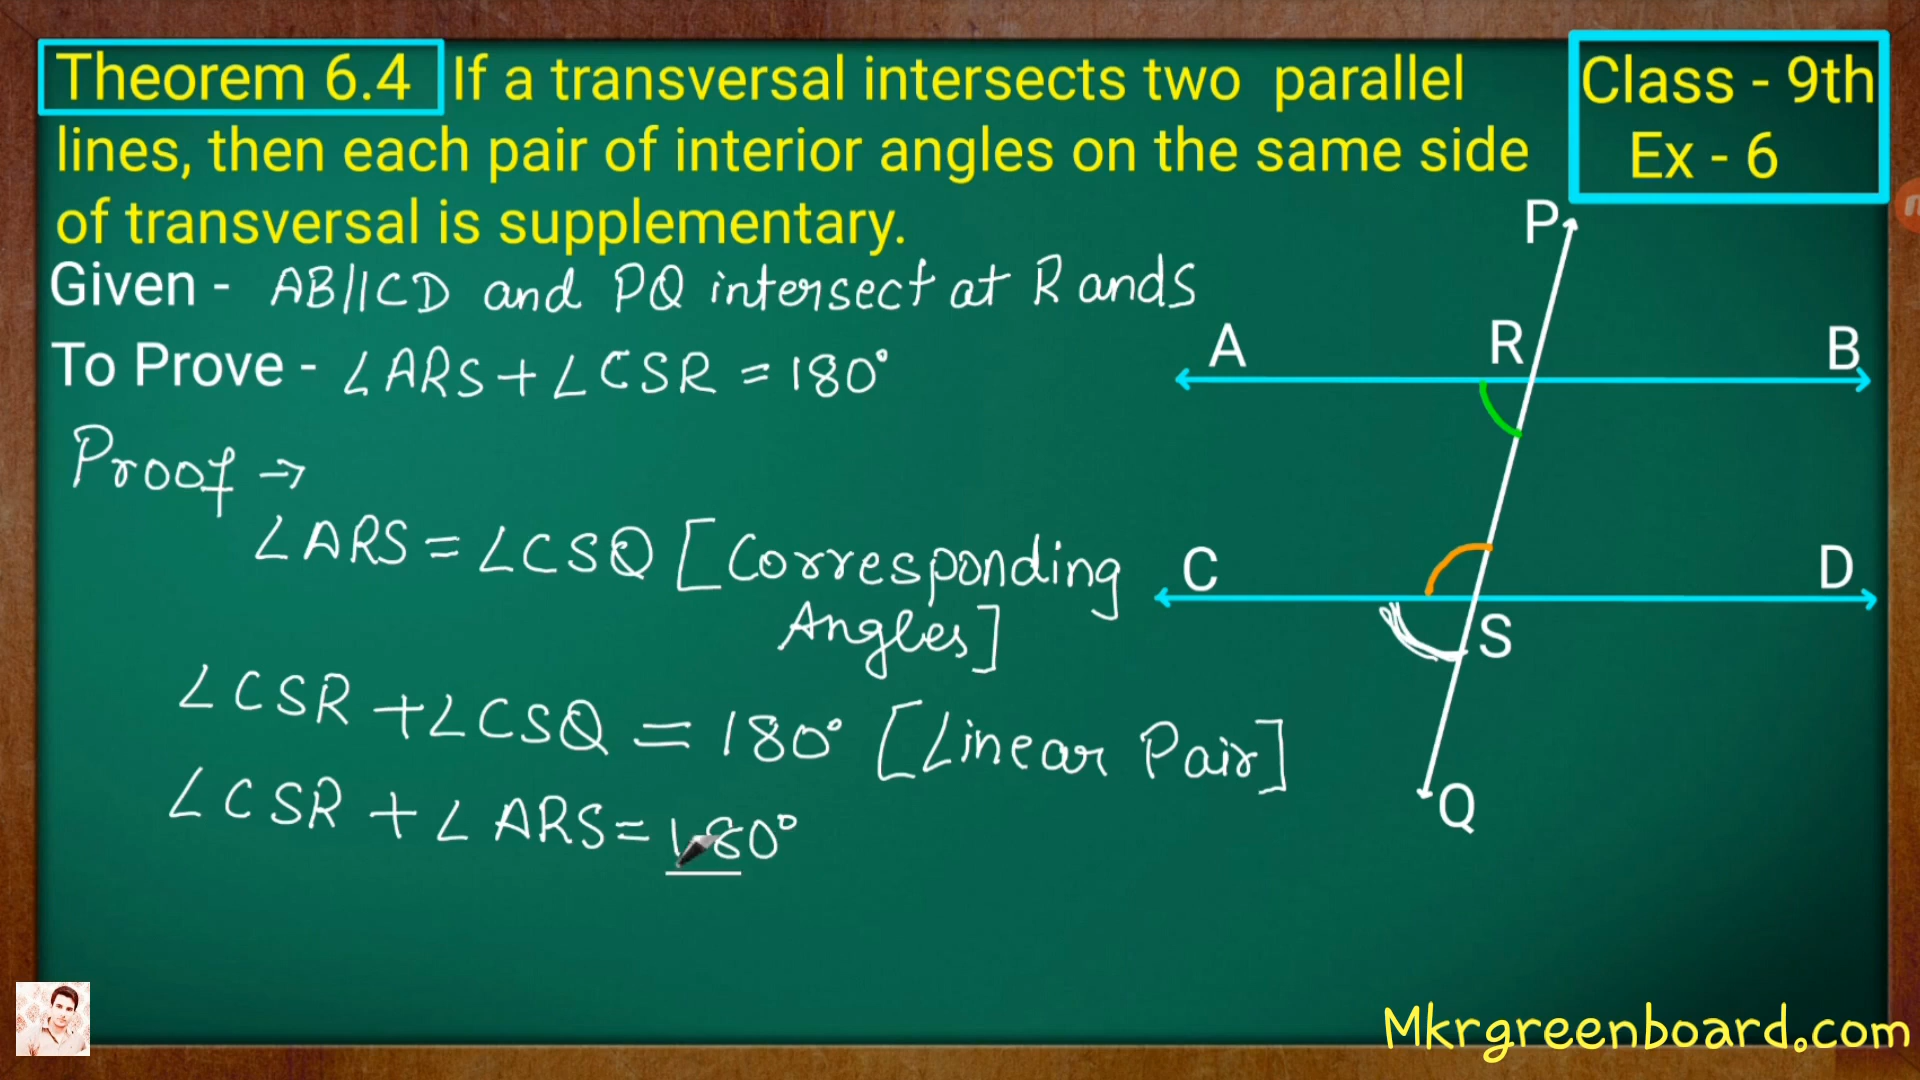 Theorem 6.4 If a transversal intersects two parallel
lines, then each pair of interior angles on the same side
of transversal is supplementary.
Class - 9th
Ex - 6
Given - AB||CD and PQ intersect at R and S
To Prove - ∠ARS + ∠CSR = 180°
Proof →
∠ARS = ∠CSQ [Corresponding
Angles]
∠CSR + ∠CSQ = 180° [Linear Pair]
∠CSR + ∠ARS = 180°
P
A R B
C D
S
Q
Mkrgreenboard.com